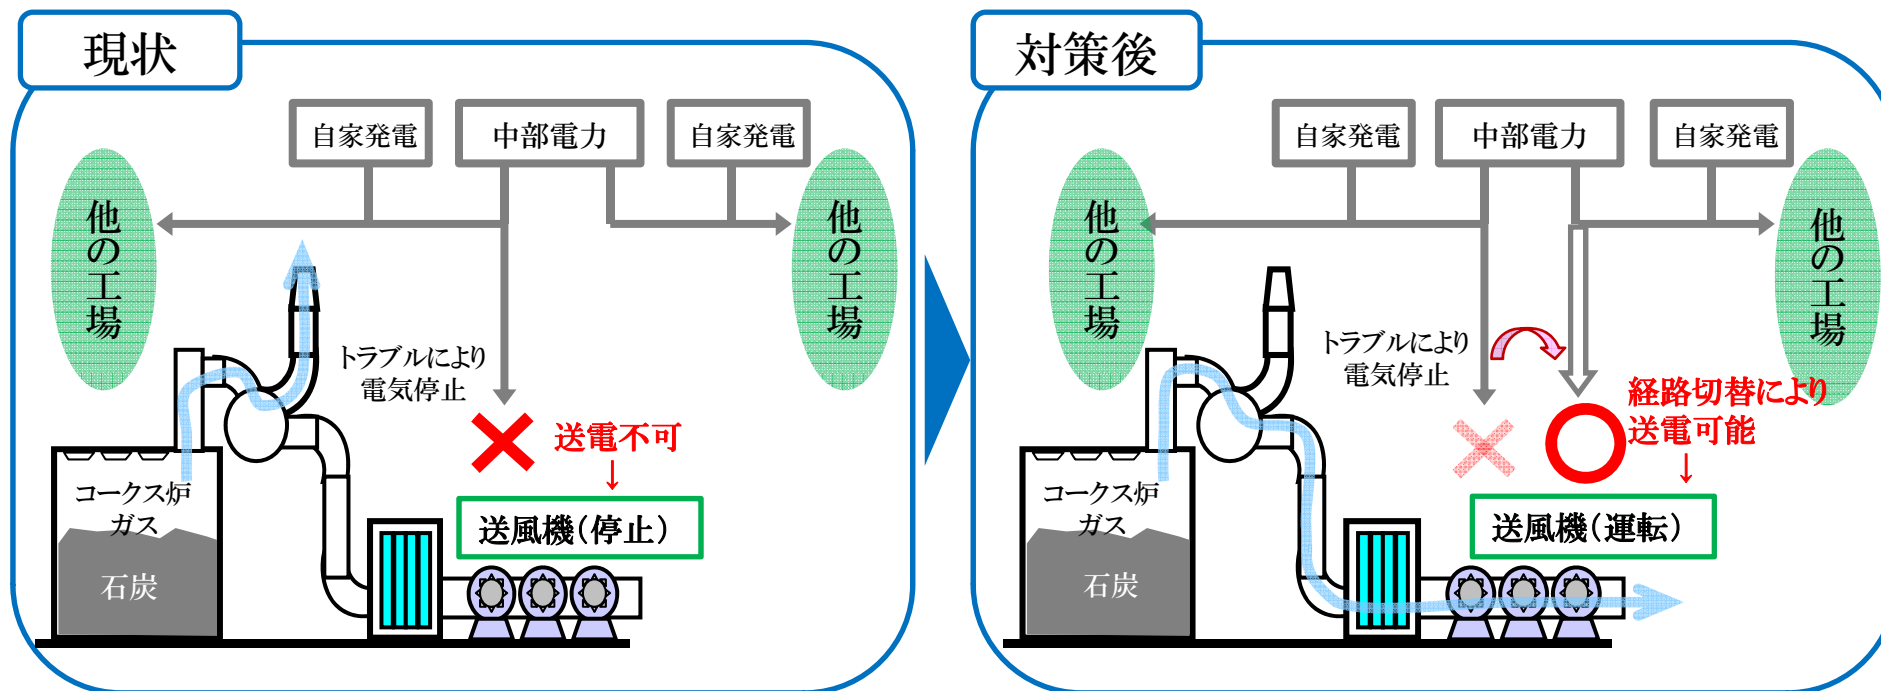 現状
自家発電
中部電力
自家発電
他の工場
他の工場
トラブルにより
電気停止
送電不可
↓
送風機(停止)
コークス炉
ガス
石炭
対策後
自家発電
中部電力
自家発電
他の工場
他の工場
トラブルにより
電気停止
経路切替により
送電可能
↓
送風機(運転)
コークス炉
ガス
石炭